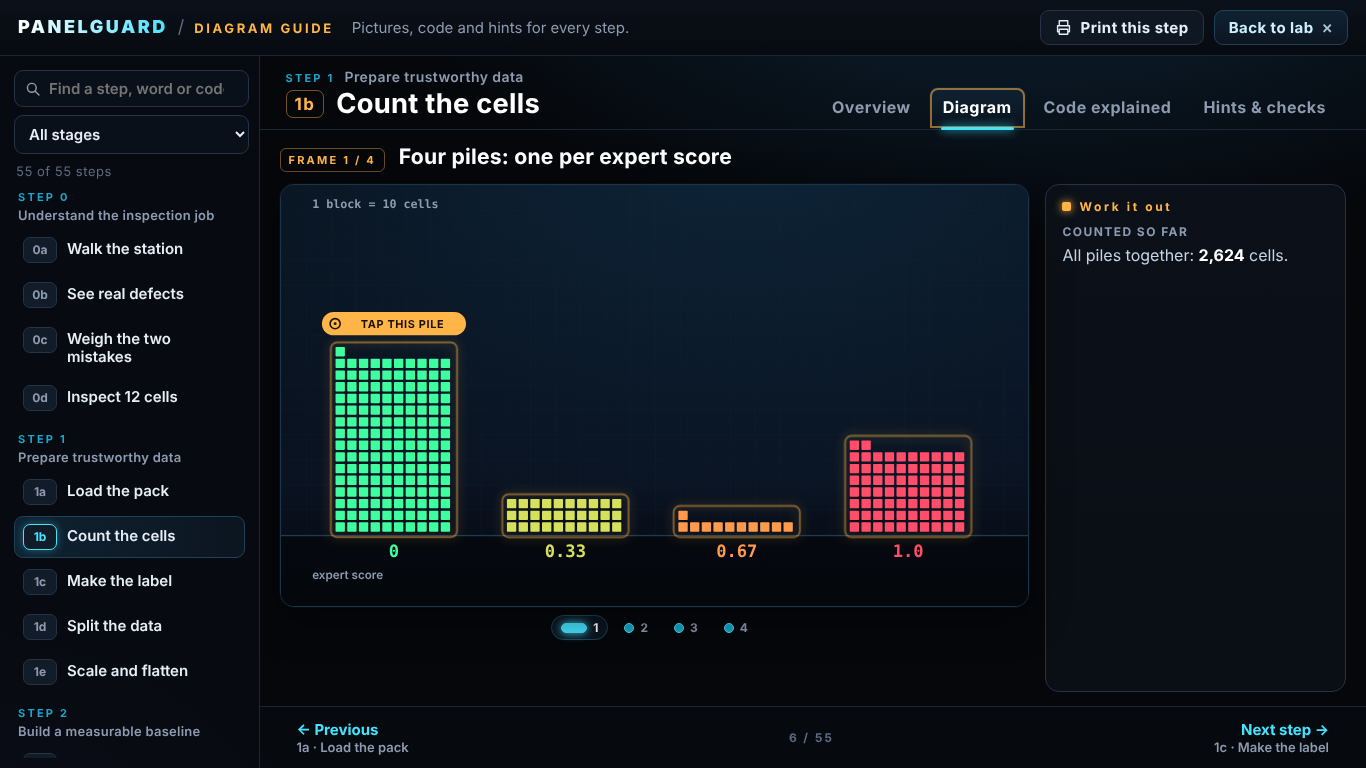 PANELGUARD / DIAGRAM GUIDE Pictures, code and hints for every step.
Print this step
Back to lab ×
Find a step, word or cod
All stages
55 of 55 steps
STEP 0
Understand the inspection job
0a Walk the station
0b See real defects
0c Weigh the two
mistakes
0d Inspect 12 cells
STEP 1
Prepare trustworthy data
1a Load the pack
1b Count the cells
1c Make the label
1d Split the data
1e Scale and flatten
STEP 2
Build a measurable baseline
STEP 1 Prepare trustworthy data
1b Count the cells
Overview
Diagram
Code explained
Hints & checks
FRAME 1 / 4 Four piles: one per expert score
1 block = 10 cells
TAP THIS PILE
0 0.33 0.67 1.0
expert score
1 2 3 4
Work it out
COUNTED SO FAR
All piles together: 2,624 cells.
← Previous
1a · Load the pack
6 / 55
Next step →
1c · Make the label